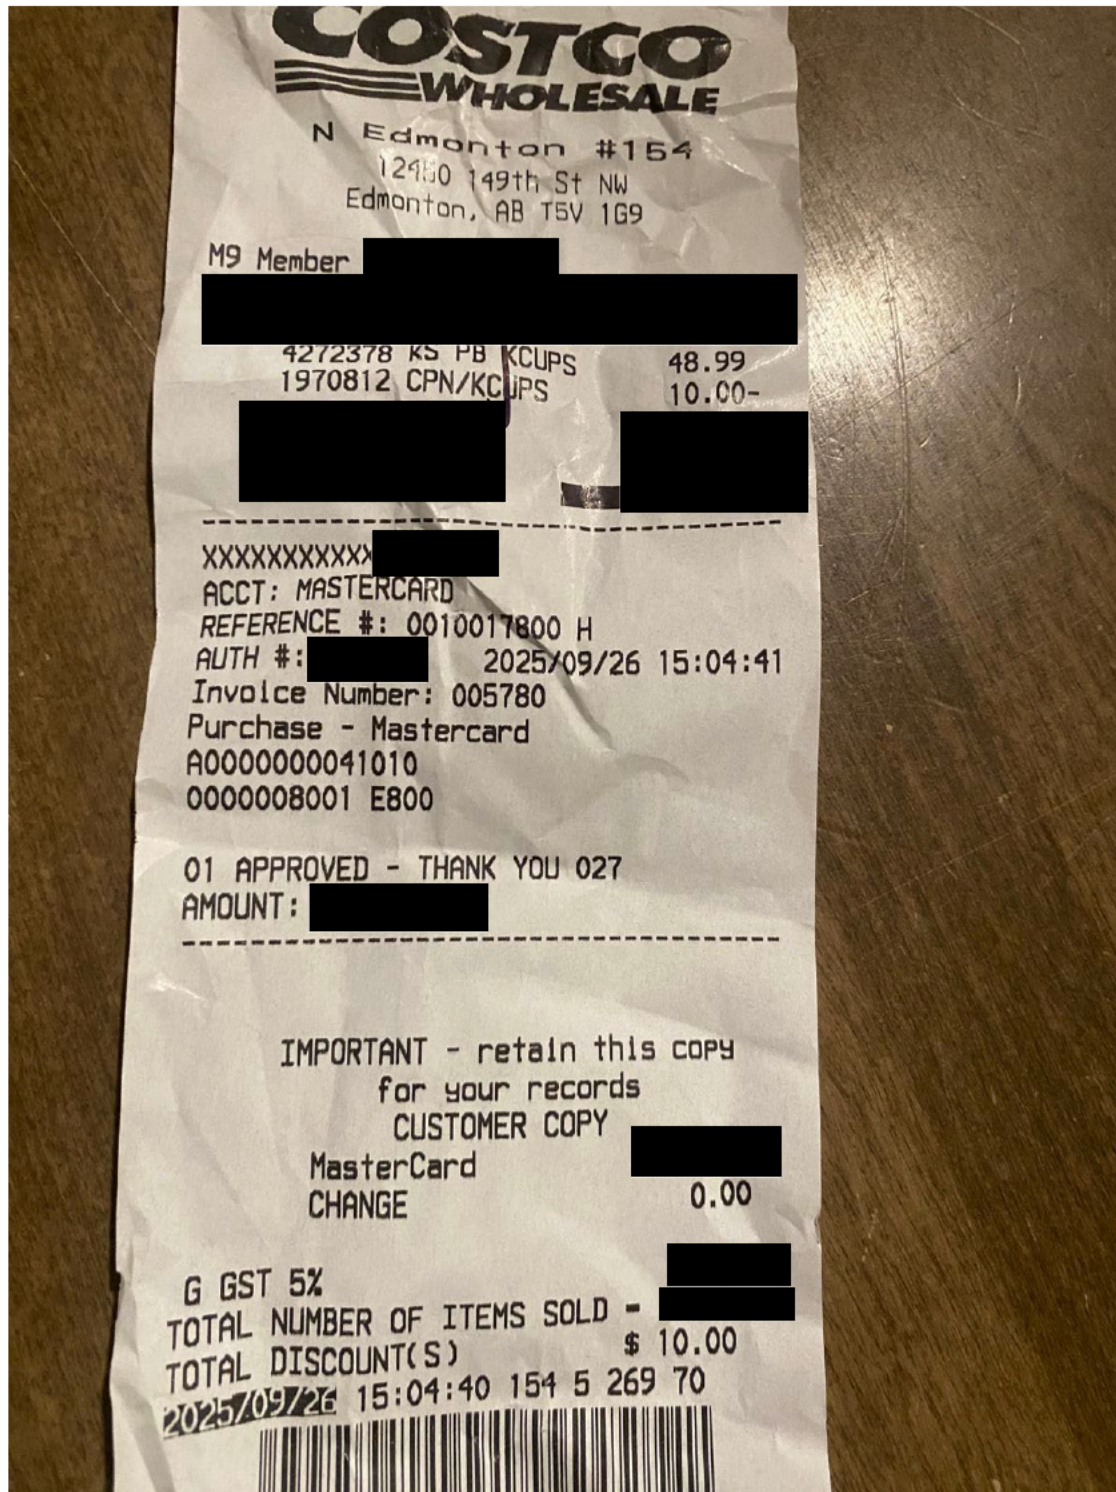 COSTCO
WHOLESALE
N Edmonton #154
149th St NW
Edmonton, AB T5V 1G9
M9 Member
4272378 KS PB KCUPS 48.99
1970812 CPN/KCUPS 10.00-
XXXXXXXXXXX
ACCT: MASTERCARD
REFERENCE #: 0010017800 H
AUTH #: 2025/09/26 15:04:41
Invoice Number: 005780
Purchase - Mastercard
A0000000041010
0000008001 E800
01 APPROVED - THANK YOU 027
AMOUNT:
IMPORTANT - retain this copy
for your records
CUSTOMER COPY
MasterCard
CHANGE 0.00
G GST 5%
TOTAL NUMBER OF ITEMS SOLD -
TOTAL DISCOUNT(S) $ 10.00
2025/09/26 15:04:40 154 5 269 70